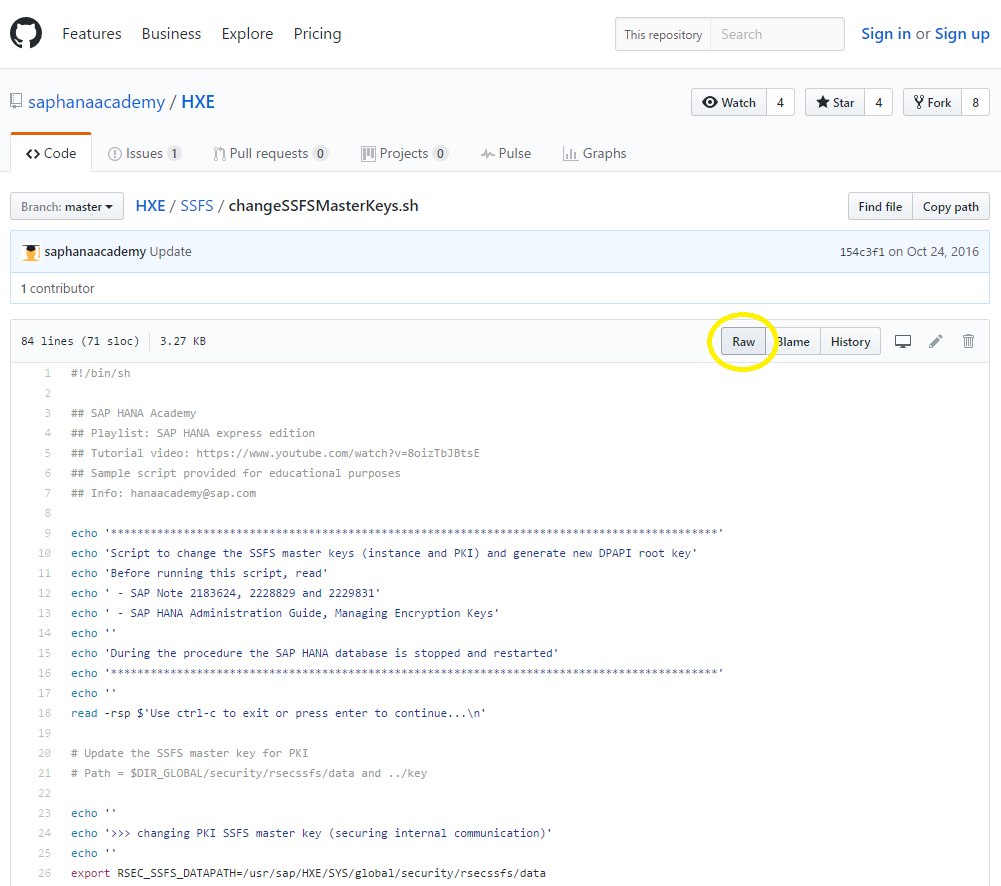 Features Business Explore Pricing This repository Search Sign in or Sign up
saphanaacademy / HXE Watch 4 Star 4 Fork 8
Code Issues 1 Pull requests 0 Projects 0 Pulse Graphs
Branch: master HXE / SSFS / changeSSFSMasterKeys.sh Find file Copy path
saphanaacademy Update 154c3f1 on Oct 24, 2016
1 contributor
84 lines (71 sloc) 3.27 KB Raw Blame History
1 #!/bin/sh
2
3 ## SAP HANA Academy
4 ## Playlist: SAP HANA express edition
5 ## Tutorial video: https://www.youtube.com/watch?v=8oizTbJBtsE
6 ## Sample script provided for educational purposes
7 ## Info: hanaacademy@sap.com
8
9 echo '********************************************************************************************'
10 echo 'Script to change the SSFS master keys (instance and PKI) and generate new DPAPI root key'
11 echo 'Before running this script, read'
12 echo ' - SAP Note 2183624, 2228829 and 2229831'
13 echo ' - SAP HANA Administration Guide, Managing Encryption Keys'
14 echo ''
15 echo 'During the procedure the SAP HANA database is stopped and restarted'
16 echo '********************************************************************************************'
17 echo ''
18 read -rsp $'Use ctrl-c to exit or press enter to continue...\n'
19
20 # Update the SSFS master key for PKI
21 # Path = $DIR_GLOBAL/security/rsecssfs/data and ../key
22
23 echo ''
24 echo '>>> changing PKI SSFS master key (securing internal communication)'
25 echo ''
26 export RSEC_SSFS_DATAPATH=/usr/sap/HXE/SYS/global/security/rsecssfs/data